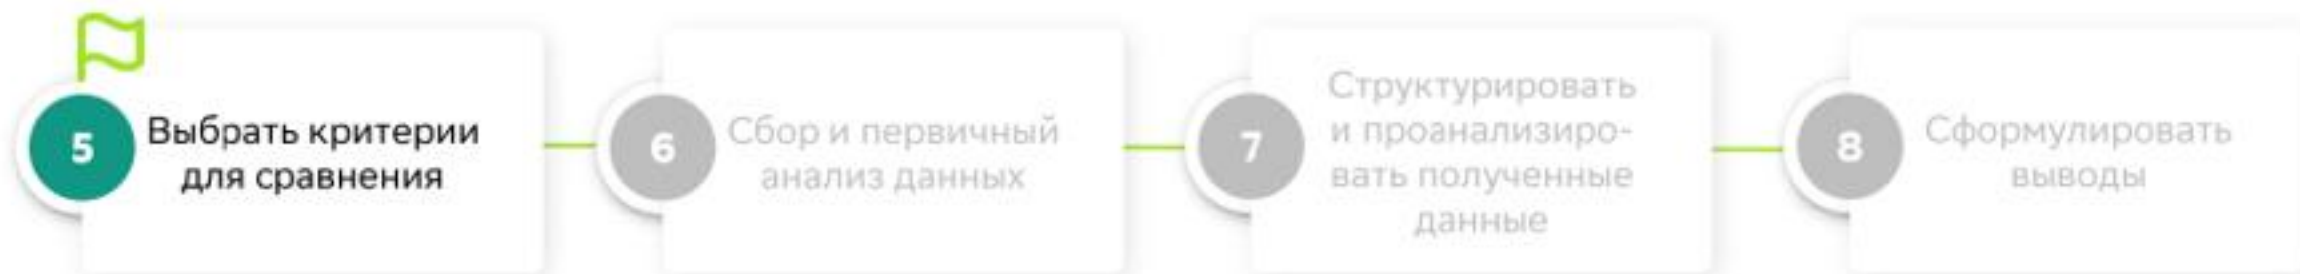 5
Выбрать критерии
для сравнения
6
Сбор и первичный
анализ данных
7
Структурировать
и проанализиро-
вать полученные
данные
8
Сформулировать
выводы